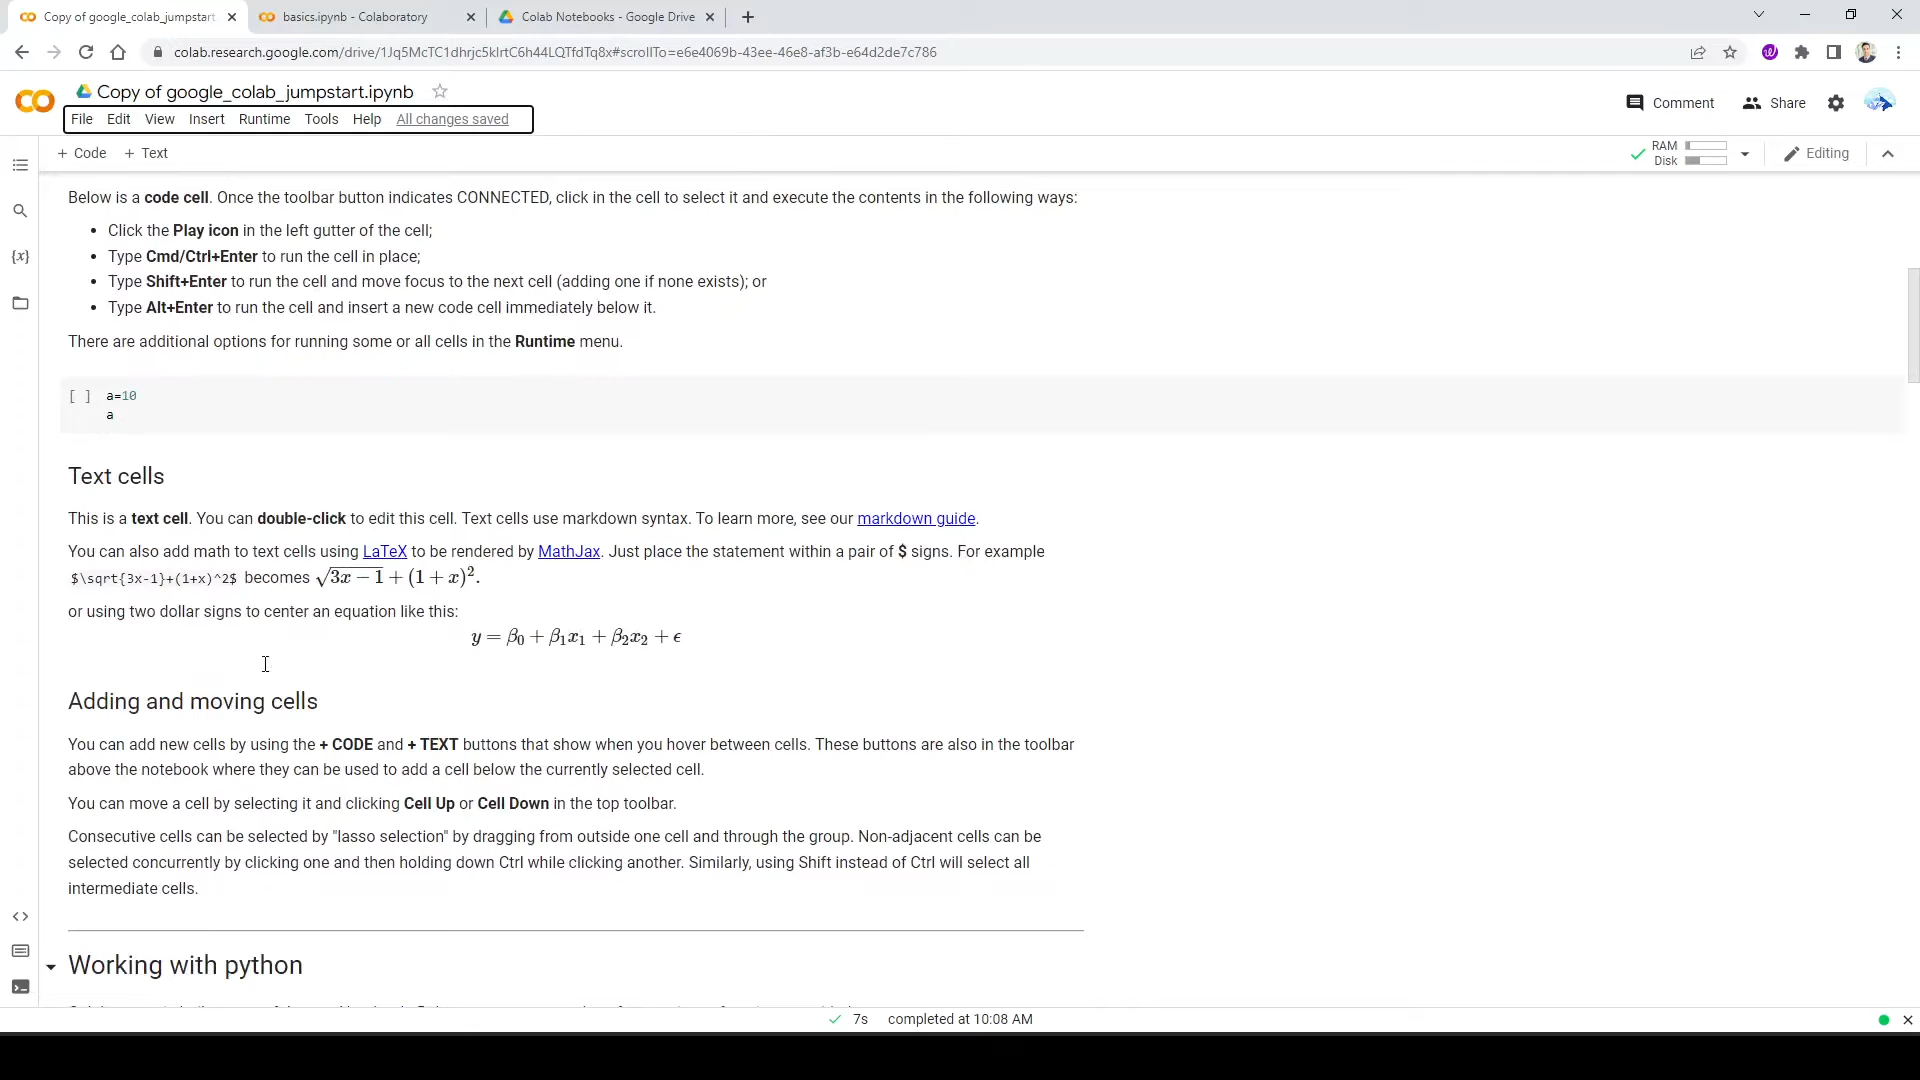 Copy of google_colab_jumpstart
basics.ipynb - Colaboratory
Colab Notebooks - Google Drive
colab.research.google.com/drive/1Jq5McTC1dhrjc5klrtC6h44LQTfdTq8x#scrollTo=e6e4069b-43ee-46e8-af3b-e64d2de7c786
Copy of google_colab_jumpstart.ipynb
File Edit View Insert Runtime Tools Help All changes saved
Comment Share
+ Code + Text
RAM
Disk
Editing
Below is a code cell. Once the toolbar button indicates CONNECTED, click in the cell to select it and execute the contents in the following ways:
• Click the Play icon in the left gutter of the cell;
• Type Cmd/Ctrl+Enter to run the cell in place;
• Type Shift+Enter to run the cell and move focus to the next cell (adding one if none exists); or
• Type Alt+Enter to run the cell and insert a new code cell immediately below it.
There are additional options for running some or all cells in the Runtime menu.
[ ] a=10
a
Text cells
This is a text cell. You can double-click to edit this cell. Text cells use markdown syntax. To learn more, see our markdown guide.
You can also add math to text cells using LaTeX to be rendered by MathJax. Just place the statement within a pair of $ signs. For example
$\sqrt{3x-1}+(1+x)^2$ becomes √3x − 1 + (1 + x)².
or using two dollar signs to center an equation like this:
y = β₀ + β₁x₁ + β₂x₂ + ϵ
Adding and moving cells
You can add new cells by using the + CODE and + TEXT buttons that show when you hover between cells. These buttons are also in the toolbar
above the notebook where they can be used to add a cell below the currently selected cell.
You can move a cell by selecting it and clicking Cell Up or Cell Down in the top toolbar.
Consecutive cells can be selected by "lasso selection" by dragging from outside one cell and through the group. Non-adjacent cells can be
selected concurrently by clicking one and then holding down Ctrl while clicking another. Similarly, using Shift instead of Ctrl will select all
intermediate cells.
Working with python
7s completed at 10:08 AM